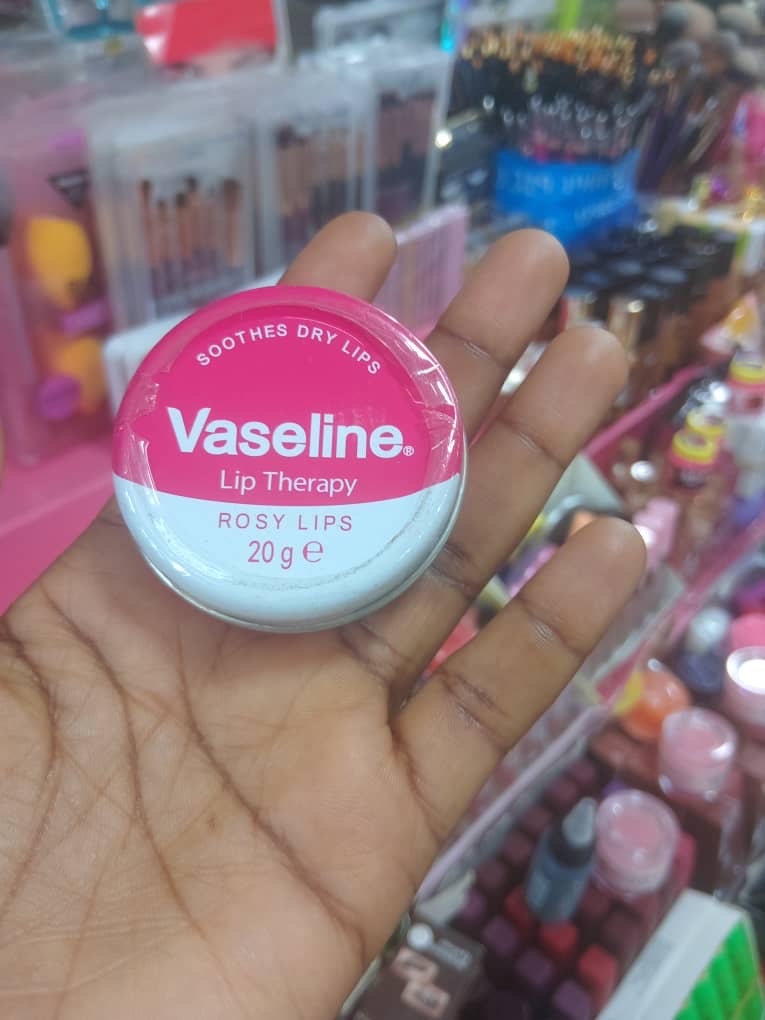 SOOTHES DRY LIPS
Vaseline®
Lip Therapy
ROSY LIPS
20 g ℮